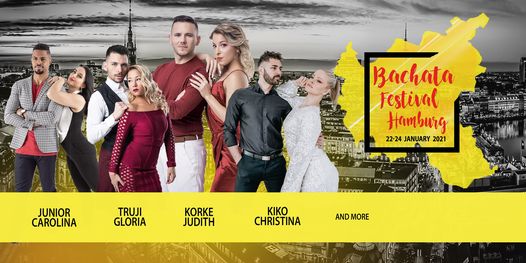 Bachata
Festival
Hamburg
22-24 JANUARY 2021
JUNIOR
CAROLINA
TRUJI
GLORIA
KORKE
JUDITH
KIKO
CHRISTINA
AND MORE